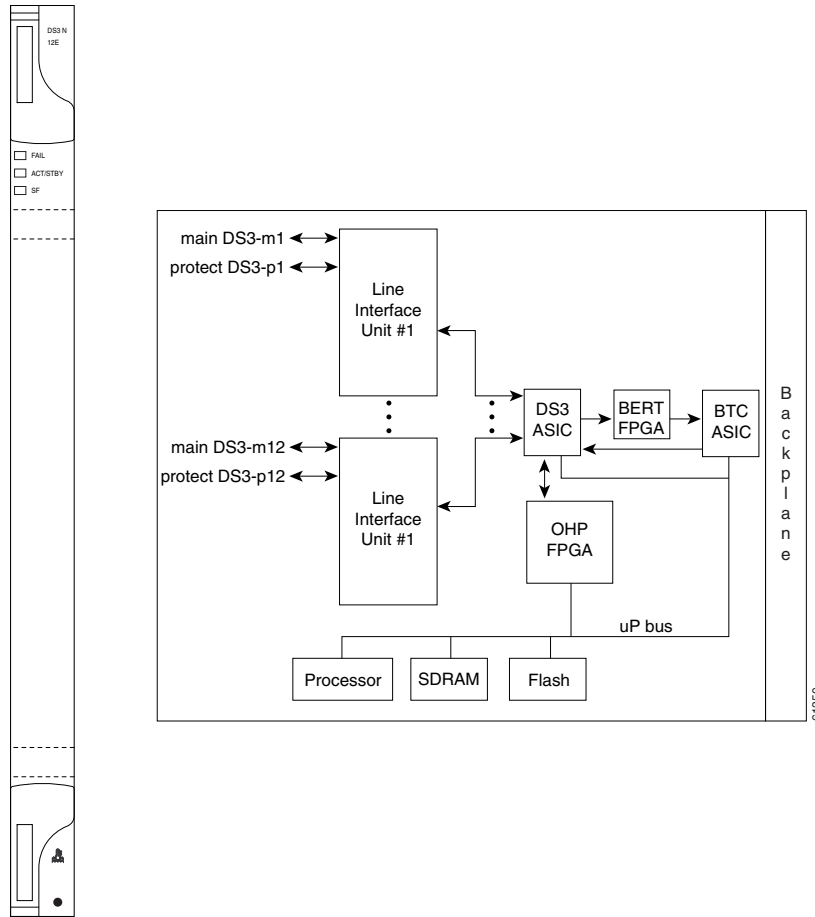 DS3 N
12E
FAIL
ACT/STBY
SF
main DS3-m1
protect DS3-p1
Line
Interface
Unit #1
main DS3-m12
protect DS3-p12
Line
Interface
Unit #1
DS3
ASIC
BERT
FPGA
BTC
ASIC
OHP
FPGA
uP bus
Processor
SDRAM
Flash
B
a
c
k
p
l
a
n
e